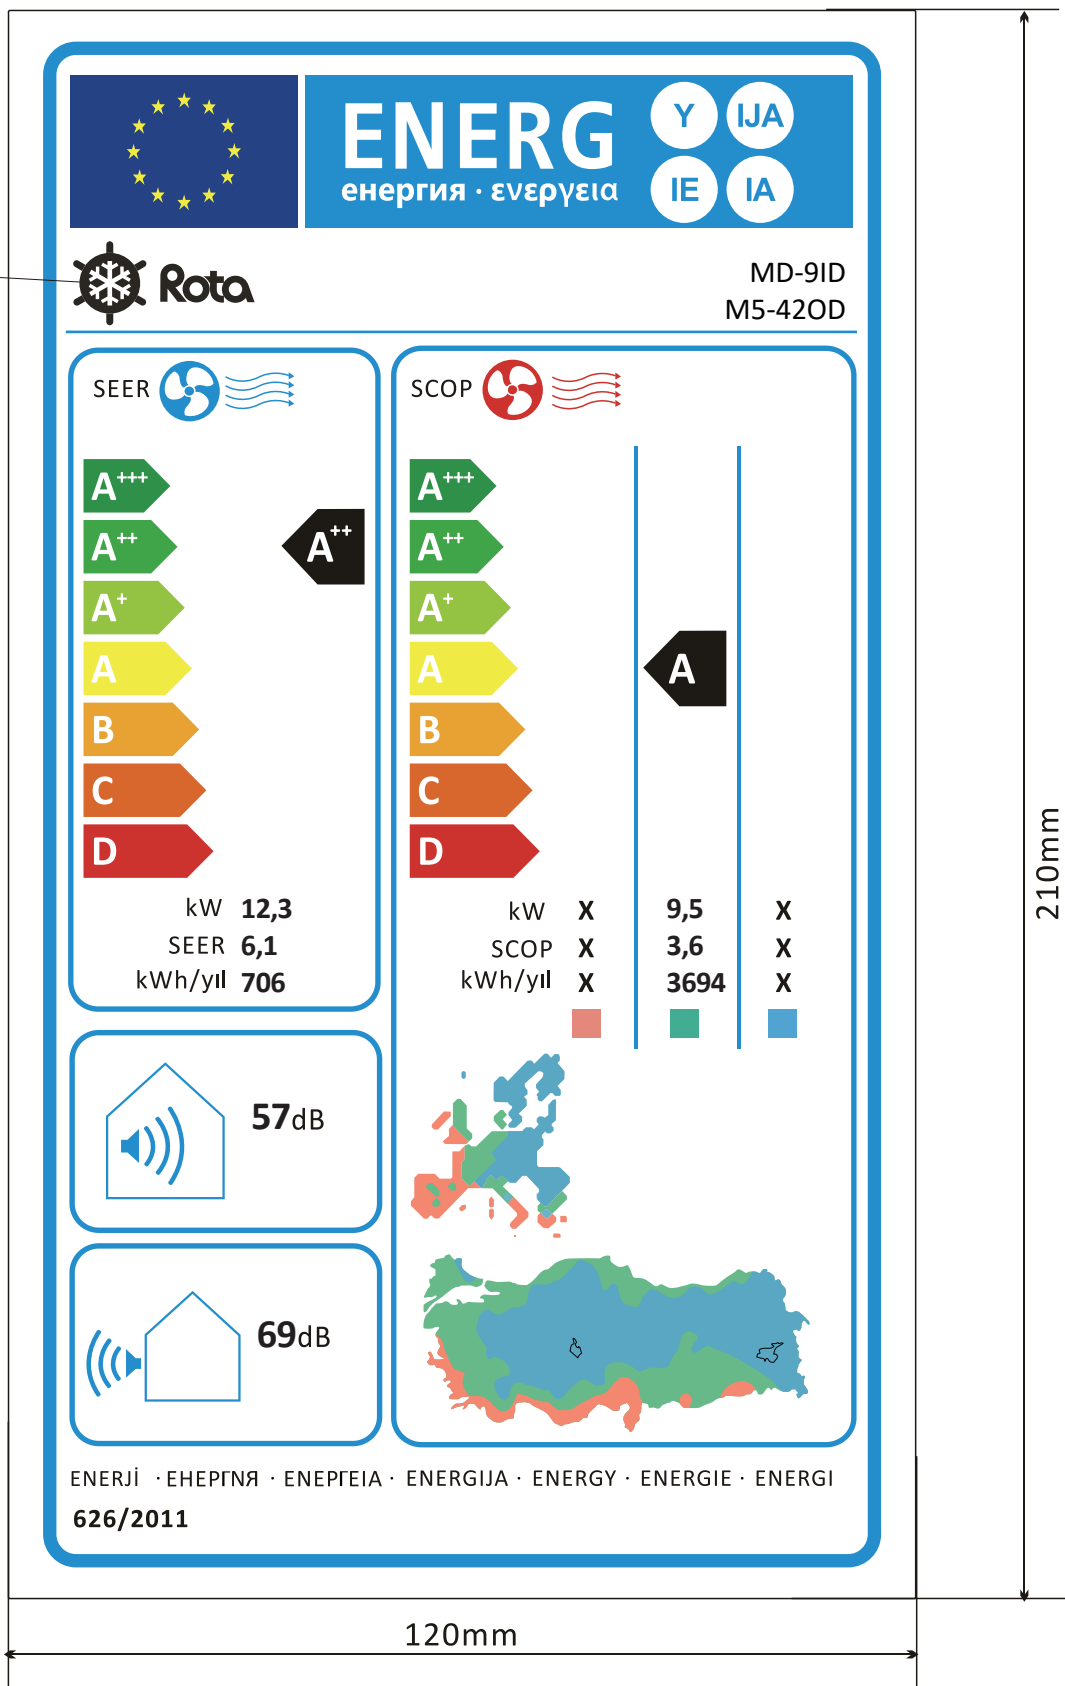 ENERG
енергия · ενεργεια
Y IJA
IE IA
Rota
MD-9ID
M5-42OD
SEER
A+++
A++
A+
A
B
C
D
A++
kW 12,3
SEER 6,1
kWh/yıl 706
SCOP
A+++
A++
A+
A
B
C
D
A
kW X 9,5 X
SCOP X 3,6 X
kWh/yıl X 3694 X
57dB
69dB
ENERJİ · ЕНЕРГNЯ · ΕΝΕΡΓΕΙΑ · ENERGIJA · ENERGY · ENERGIE · ENERGI
626/2011
210mm
120mm